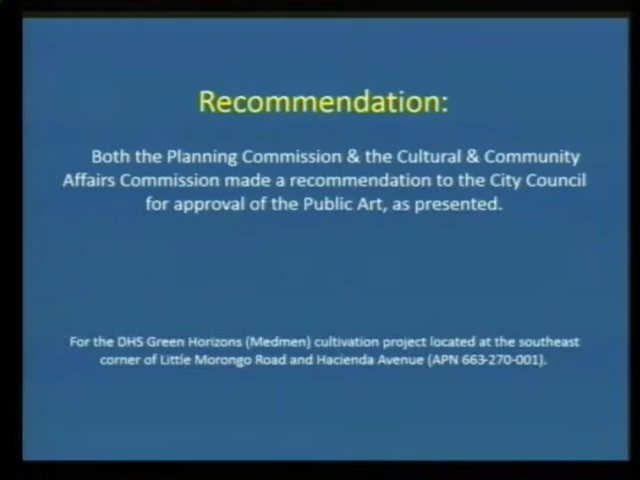 Recommendation:
Both the Planning Commission & the Cultural & Community
Affairs Commission made a recommendation to the City Council
for approval of the Public Art, as presented.
For the DHS Green Horizons (Medmen) cultivation project located at the southeast
corner of Little Morongo Road and Hacienda Avenue (APN 663-270-001).